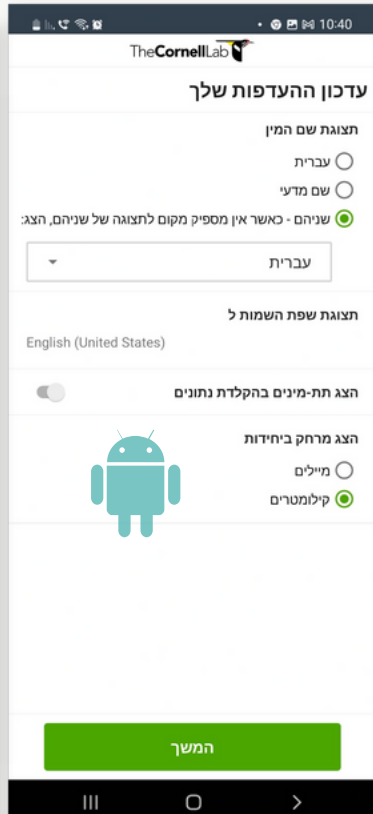 10:40
TheCornellLab
עדכון ההעדפות שלך
תצוגת שם המין
עברית
שם מדעי
שניהם - כאשר אין מספיק מקום לתצוגה של שניהם, הצג:
עברית
תצוגת שפת השמות ל
English (United States)
הצג תת-מינים בהקלדת נתונים
הצג מרחק ביחידות
מיילים
קילומטרים
המשך